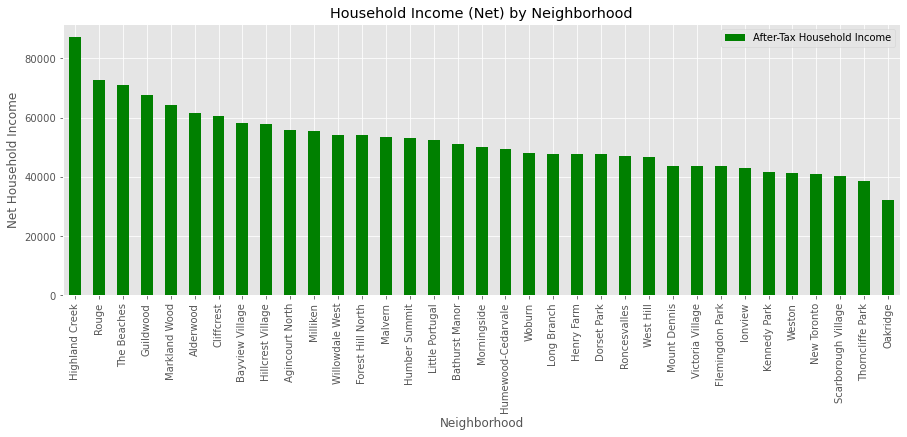 Household Income (Net) by Neighborhood
After-Tax Household Income
Net Household Income
80000
60000
40000
20000
0
Highland Creek
Rouge
The Beaches
Guildwood
Markland Wood
Alderwood
Cliffcrest
Bayview Village
Hillcrest Village
Agincourt North
Milliken
Willowdale West
Forest Hill North
Malvern
Humber Summit
Little Portugal
Bathurst Manor
Morningside
Humewood-Cedarvale
Woburn
Long Branch
Henry Farm
Dorset Park
Roncesvalles
West Hill
Mount Dennis
Victoria Village
Flemingdon Park
Ionview
Kennedy Park
Weston
New Toronto
Scarborough Village
Thorncliffe Park
Oakridge
Neighborhood